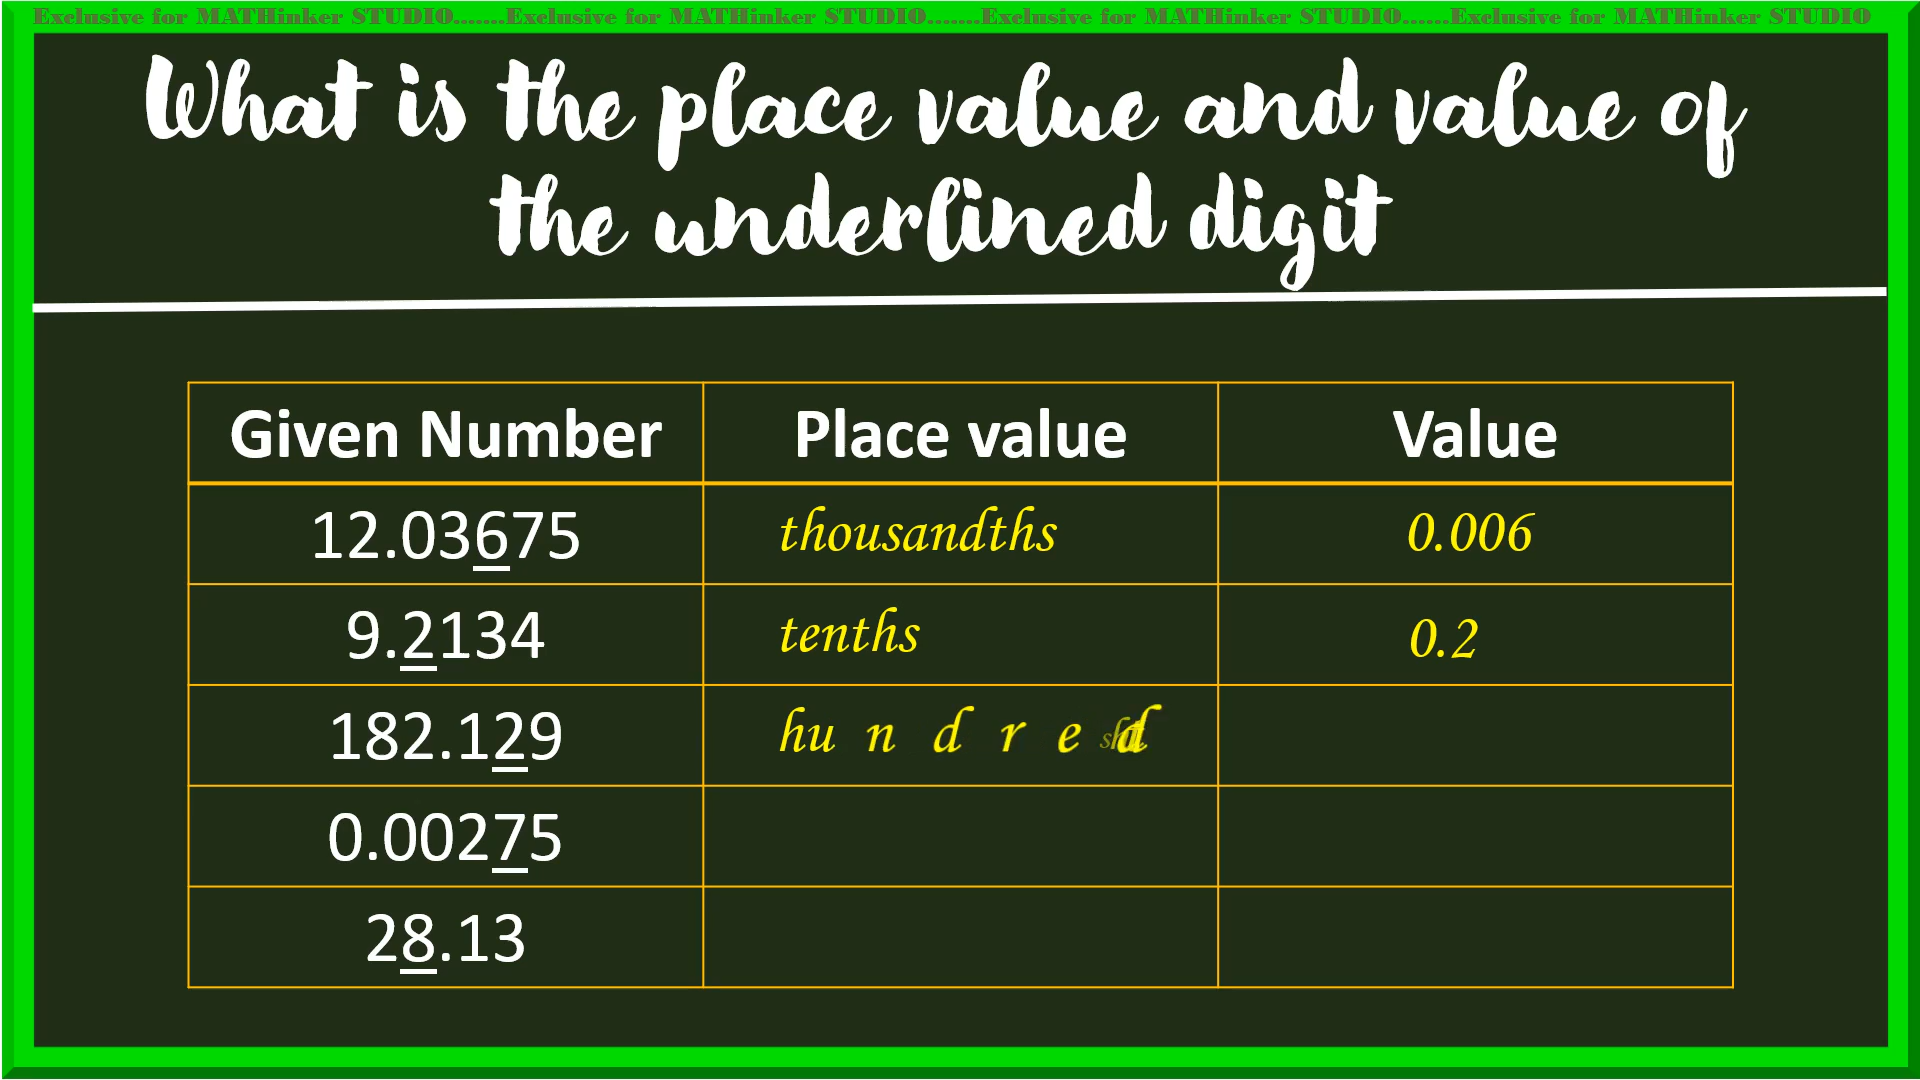 Exclusive for MATHinker STUDIO.......Exclusive for MATHinker STUDIO.......Exclusive for MATHinker STUDIO......Exclusive for MATHinker STUDIO
What is the place value and value of
the underlined digit
Given Number Place value Value
12.03675 thousandths 0.006
9.2134 tenths 0.2
182.129 hundred
0.00275
28.13